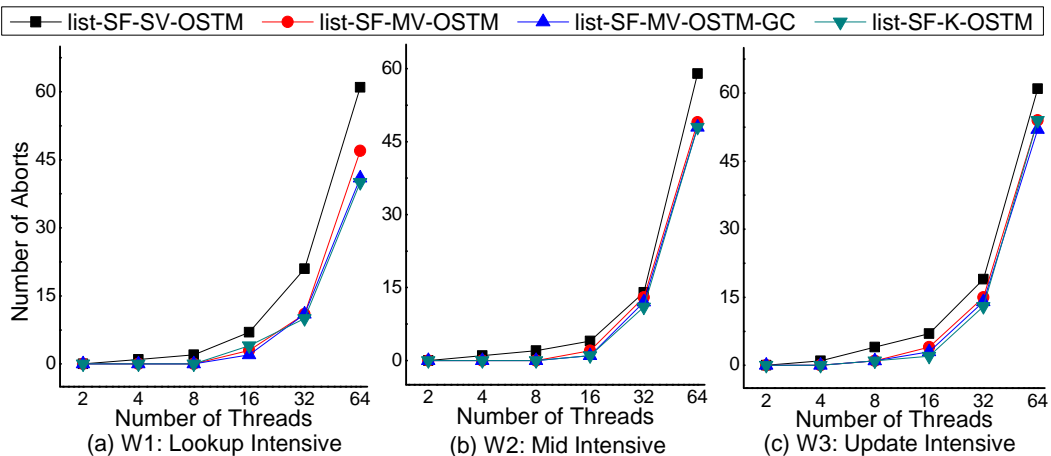 list-SF-SV-OSTM list-SF-MV-OSTM list-SF-MV-OSTM-GC list-SF-K-OSTM
Number of Aborts
60
45
30
15
0
2 4 8 16 32 64
Number of Threads
(a) W1: Lookup Intensive
60
45
30
15
0
2 4 8 16 32 64
Number of Threads
(b) W2: Mid Intensive
60
45
30
15
0
2 4 8 16 32 64
Number of Threads
(c) W3: Update Intensive